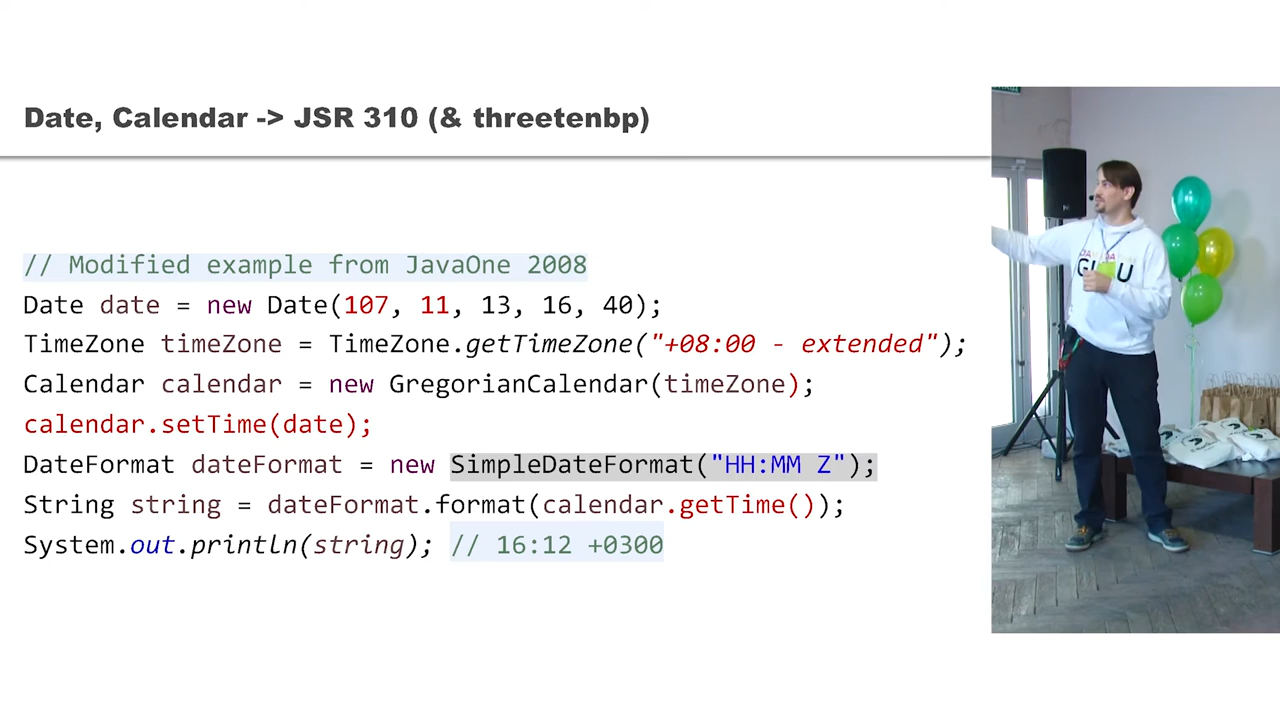 Date, Calendar -> JSR 310 (& threetenbp)
// Modified example from JavaOne 2008
Date date = new Date(107, 11, 13, 16, 40);
TimeZone timeZone = TimeZone.getTimeZone("+08:00 - extended");
Calendar calendar = new GregorianCalendar(timeZone);
calendar.setTime(date);
DateFormat dateFormat = new SimpleDateFormat("HH:MM Z");
String string = dateFormat.format(calendar.getTime());
System.out.println(string); // 16:12 +0300